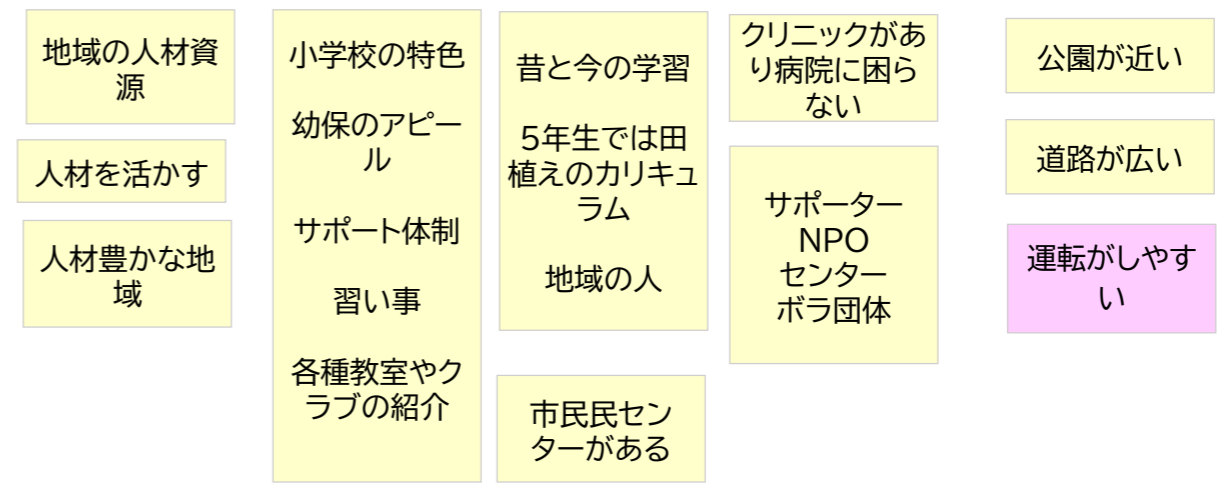 地域の人材資
源
人材を活かす
人材豊かな地
域
小学校の特色
幼保のアピー
ル
サポート体制
習い事
各種教室やク
ラブの紹介
昔と今の学習
5年生では田
植えのカリキュ
ラム
地域の人
市民民セン
ターがある
クリニックがあ
り病院に困ら
ない
サポーター
NPO
センター
ボラ団体
公園が近い
道路が広い
運転がしやす
い